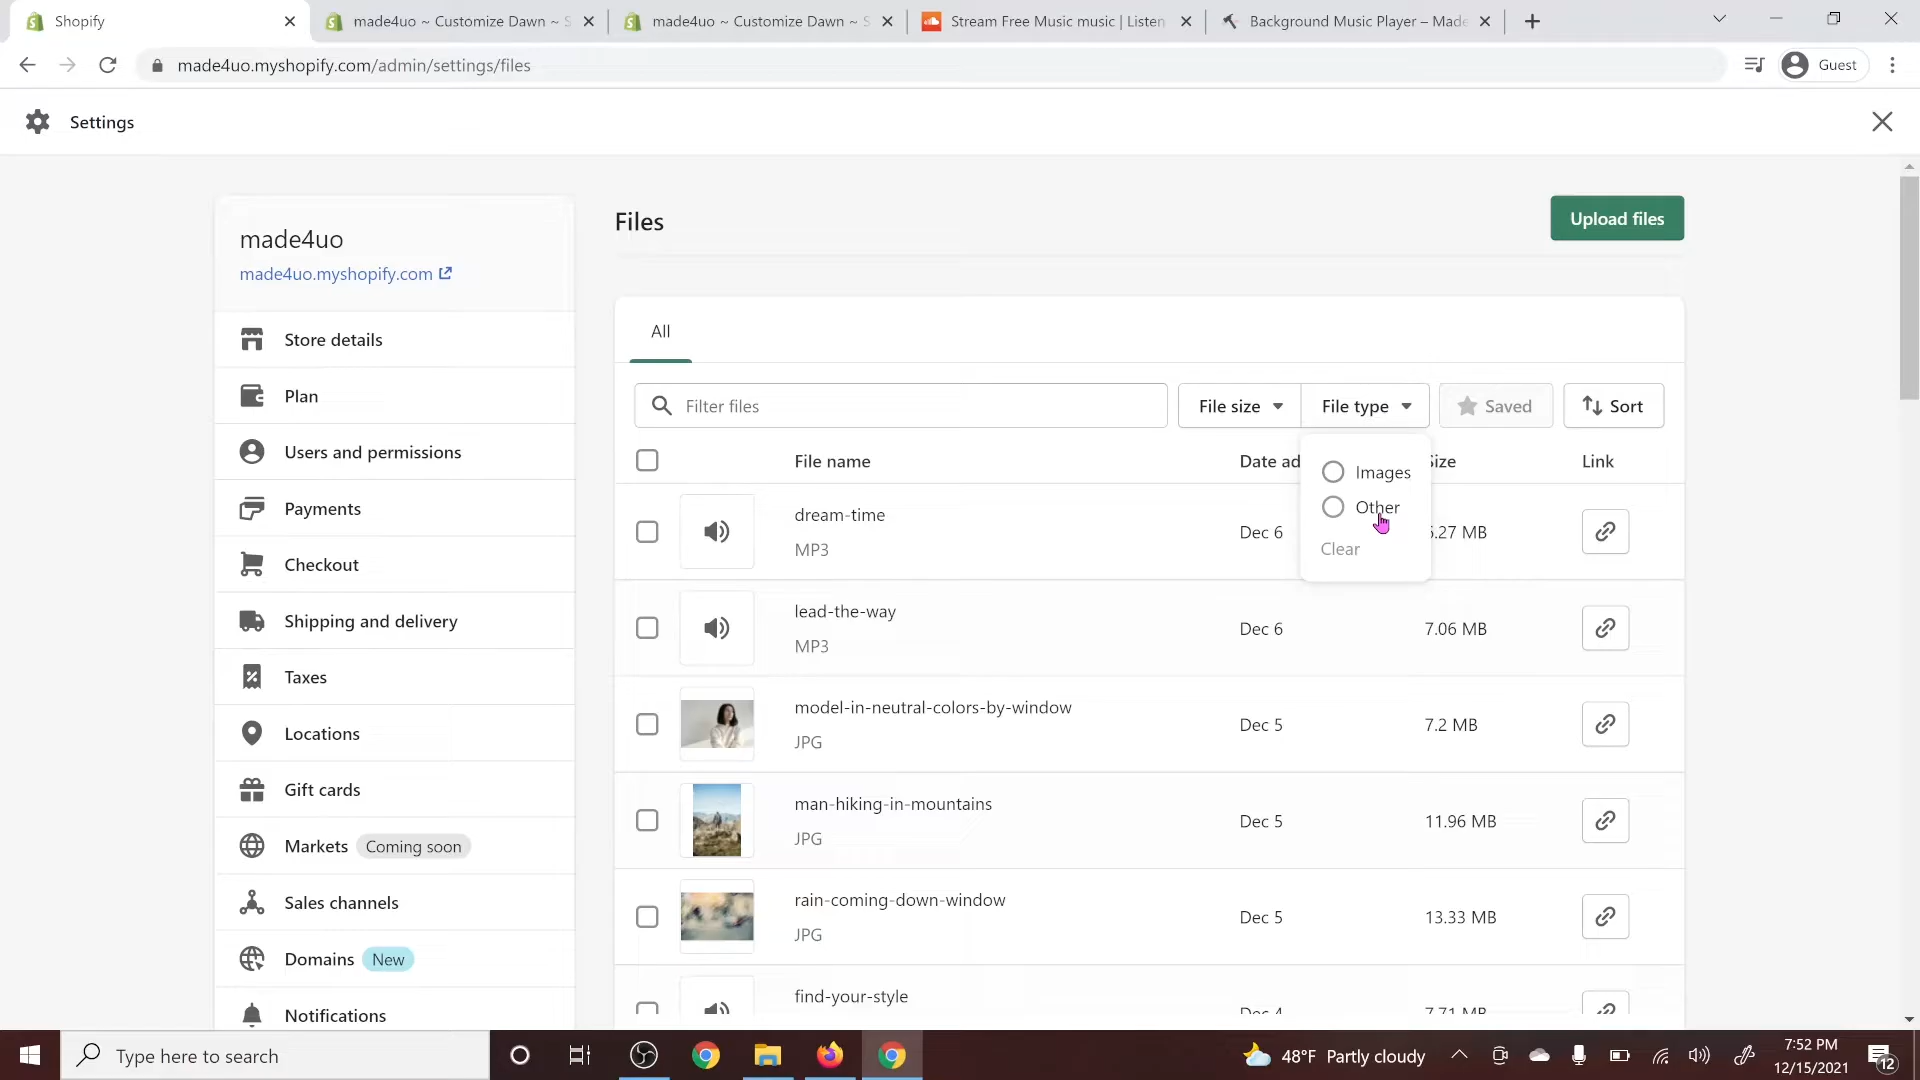 Shopify
made4uo ~ Customize Dawn ~ S
made4uo ~ Customize Dawn ~ S
Stream Free Music music | Listen
Background Music Player – Made
made4uo.myshopify.com/admin/settings/files
Guest
Settings
made4uo
made4uo.myshopify.com
Store details
Plan
Users and permissions
Payments
Checkout
Shipping and delivery
Taxes
Locations
Gift cards
Markets Coming soon
Sales channels
Domains New
Notifications
Files
Upload files
All
Filter files
File size
File type
Saved
Sort
File name
Date ad
Size
Link
Images
Other
Clear
dream-time
MP3
Dec 6
6.27 MB
lead-the-way
MP3
Dec 6
7.06 MB
model-in-neutral-colors-by-window
JPG
Dec 5
7.2 MB
man-hiking-in-mountains
JPG
Dec 5
11.96 MB
rain-coming-down-window
JPG
Dec 5
13.33 MB
find-your-style
Dec 4
7.71 MB
Type here to search
48°F Partly cloudy
7:52 PM
12/15/2021
12